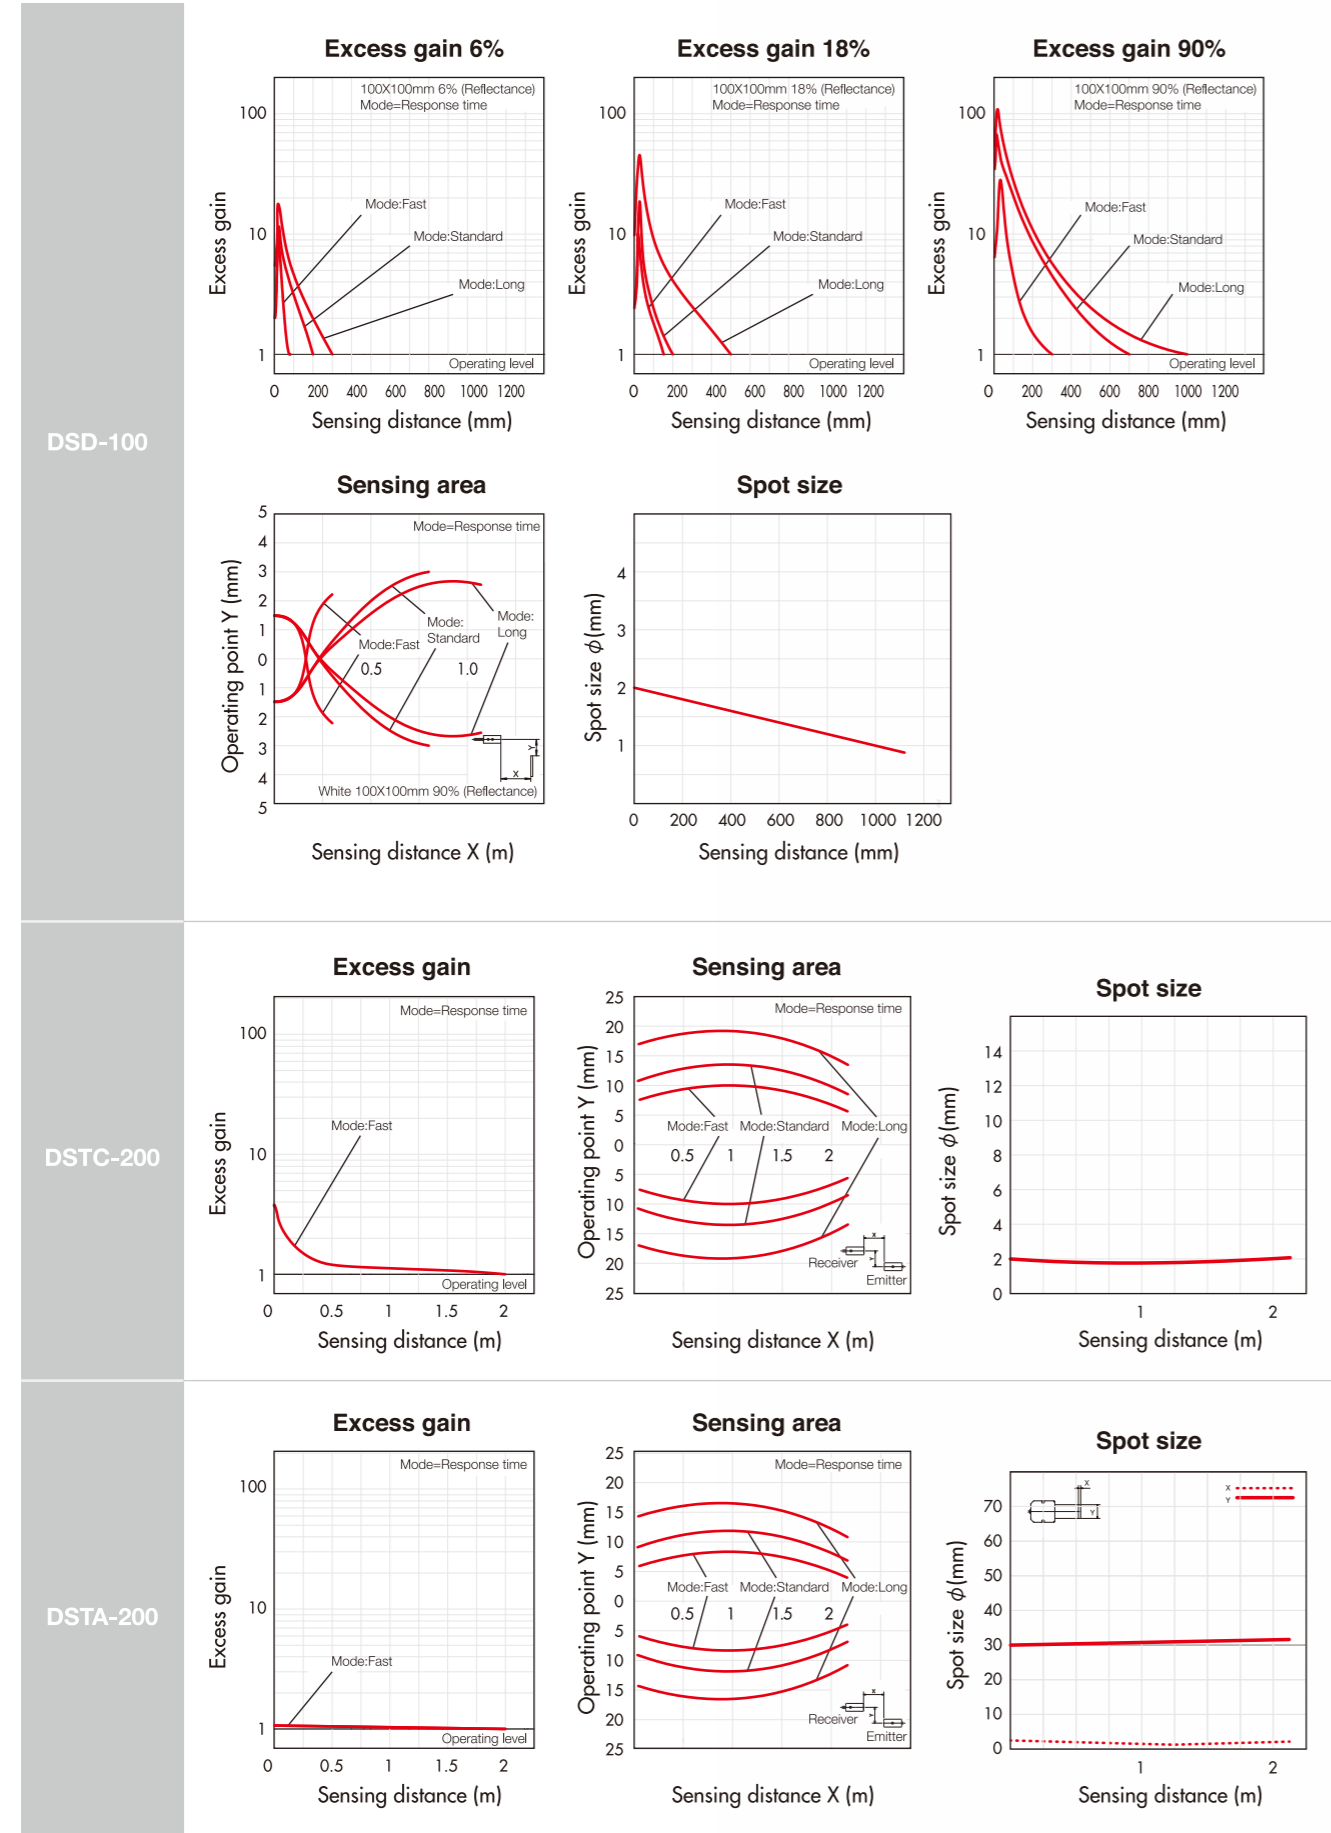 DSD-100
Excess gain 6%
100X100mm 6% (Reflectance)
Mode=Response time
100
10
1
Excess gain
Mode:Fast
Mode:Standard
Mode:Long
Operating level
0 200 400 600 800 1000 1200
Sensing distance (mm)
Excess gain 18%
100X100mm 18% (Reflectance)
Mode=Response time
100
10
1
Excess gain
Mode:Fast
Mode:Standard
Mode:Long
Operating level
0 200 400 600 800 1000 1200
Sensing distance (mm)
Excess gain 90%
100X100mm 90% (Reflectance)
Mode=Response time
100
10
1
Excess gain
Mode:Fast
Mode:Standard
Mode:Long
Operating level
0 200 400 600 800 1000 1200
Sensing distance (mm)
Sensing area
Mode=Response time
5
4
3
2
1
0
1
2
3
4
5
Operating point Y (mm)
Mode:Fast
Mode:
Standard
Mode:
Long
0.5 1.0
Y
X
White 100X100mm 90% (Reflectance)
Sensing distance X (m)
Spot size
4
3
2
1
Spot size ϕ(mm)
0 200 400 600 800 1000 1200
Sensing distance (mm)
DSTC-200
Excess gain
Mode=Response time
100
10
1
Excess gain
Mode:Fast
Operating level
0 0.5 1 1.5 2
Sensing distance (m)
Sensing area
Mode=Response time
25
20
15
10
5
0
5
10
15
20
25
Operating point Y (mm)
Mode:Fast Mode:Standard Mode:Long
0.5 1 1.5 2
X
Y
Receiver
Emitter
Sensing distance X (m)
Spot size
14
12
10
8
6
4
2
0
Spot size ϕ(mm)
1 2
Sensing distance (m)
DSTA-200
Excess gain
Mode=Response time
100
10
1
Excess gain
Mode:Fast
Operating level
0 0.5 1 1.5 2
Sensing distance (m)
Sensing area
Mode=Response time
25
20
15
10
5
0
5
10
15
20
25
Operating point Y (mm)
Mode:Fast Mode:Standard Mode:Long
0.5 1 1.5 2
X
Y
Receiver
Emitter
Sensing distance X (m)
Spot size
X
Y
X
Y
70
60
50
40
30
20
10
0
Spot size ϕ(mm)
1 2
Sensing distance (m)